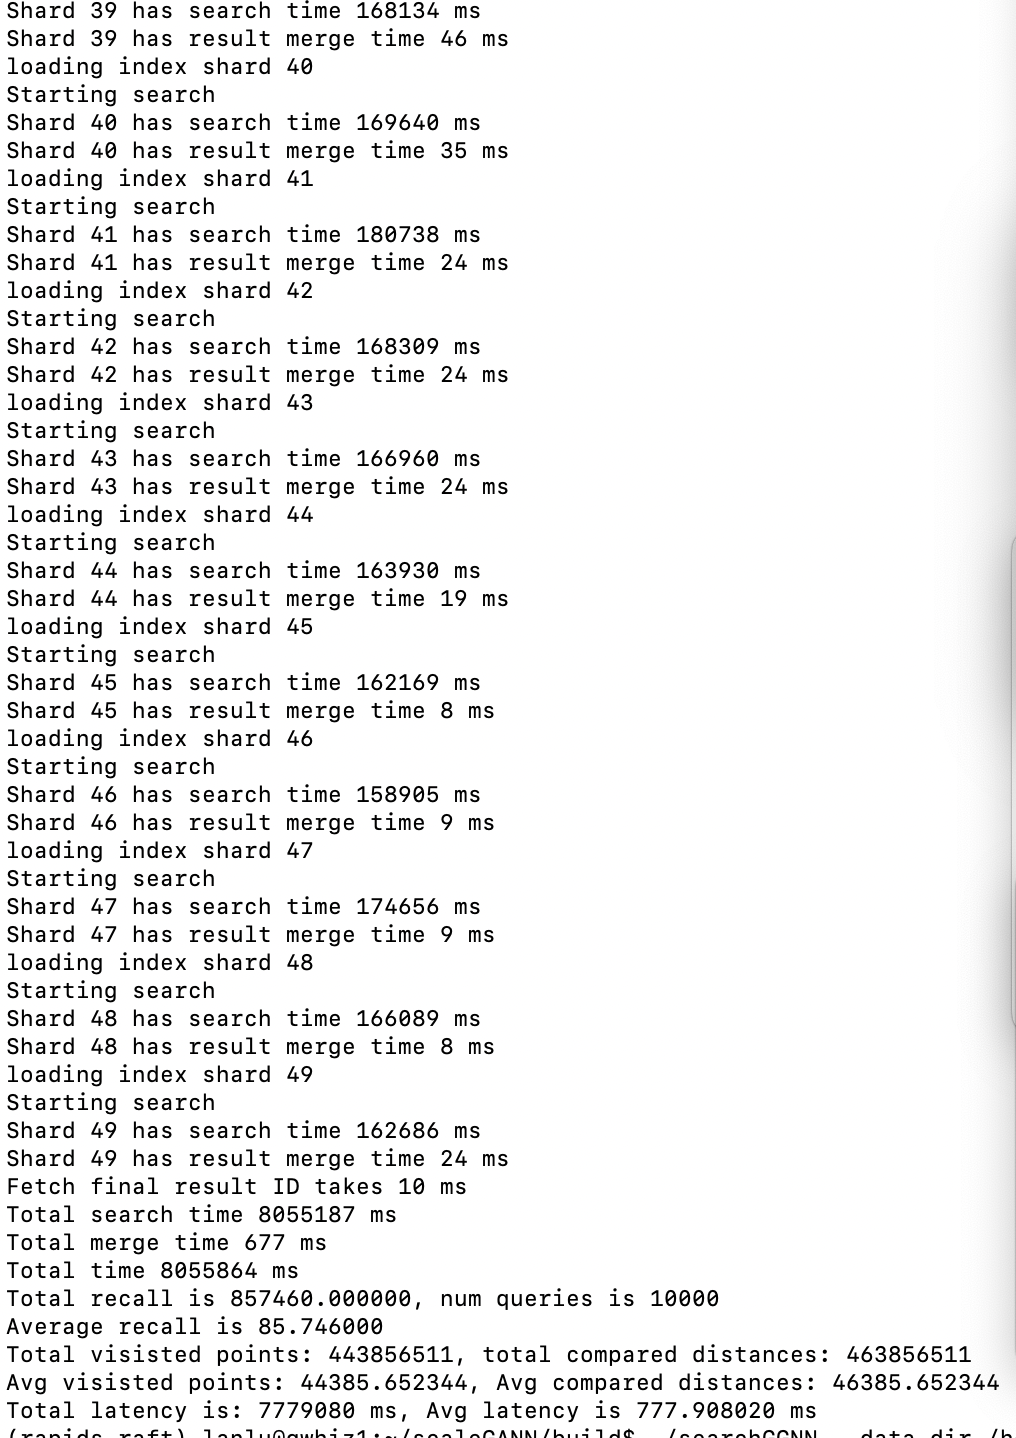 Shard 39 has search time 168134 ms
Shard 39 has result merge time 46 ms
loading index shard 40
Starting search
Shard 40 has search time 169640 ms
Shard 40 has result merge time 35 ms
loading index shard 41
Starting search
Shard 41 has search time 180738 ms
Shard 41 has result merge time 24 ms
loading index shard 42
Starting search
Shard 42 has search time 168309 ms
Shard 42 has result merge time 24 ms
loading index shard 43
Starting search
Shard 43 has search time 166960 ms
Shard 43 has result merge time 24 ms
loading index shard 44
Starting search
Shard 44 has search time 163930 ms
Shard 44 has result merge time 19 ms
loading index shard 45
Starting search
Shard 45 has search time 162169 ms
Shard 45 has result merge time 8 ms
loading index shard 46
Starting search
Shard 46 has search time 158905 ms
Shard 46 has result merge time 9 ms
loading index shard 47
Starting search
Shard 47 has search time 174656 ms
Shard 47 has result merge time 9 ms
loading index shard 48
Starting search
Shard 48 has search time 166089 ms
Shard 48 has result merge time 8 ms
loading index shard 49
Starting search
Shard 49 has search time 162686 ms
Shard 49 has result merge time 24 ms
Fetch final result ID takes 10 ms
Total search time 8055187 ms
Total merge time 677 ms
Total time 8055864 ms
Total recall is 857460.000000, num queries is 10000
Average recall is 85.746000
Total visisted points: 443856511, total compared distances: 463856511
Avg visisted points: 44385.652344, Avg compared distances: 46385.652344
Total latency is: 7779080 ms, Avg latency is 777.908020 ms